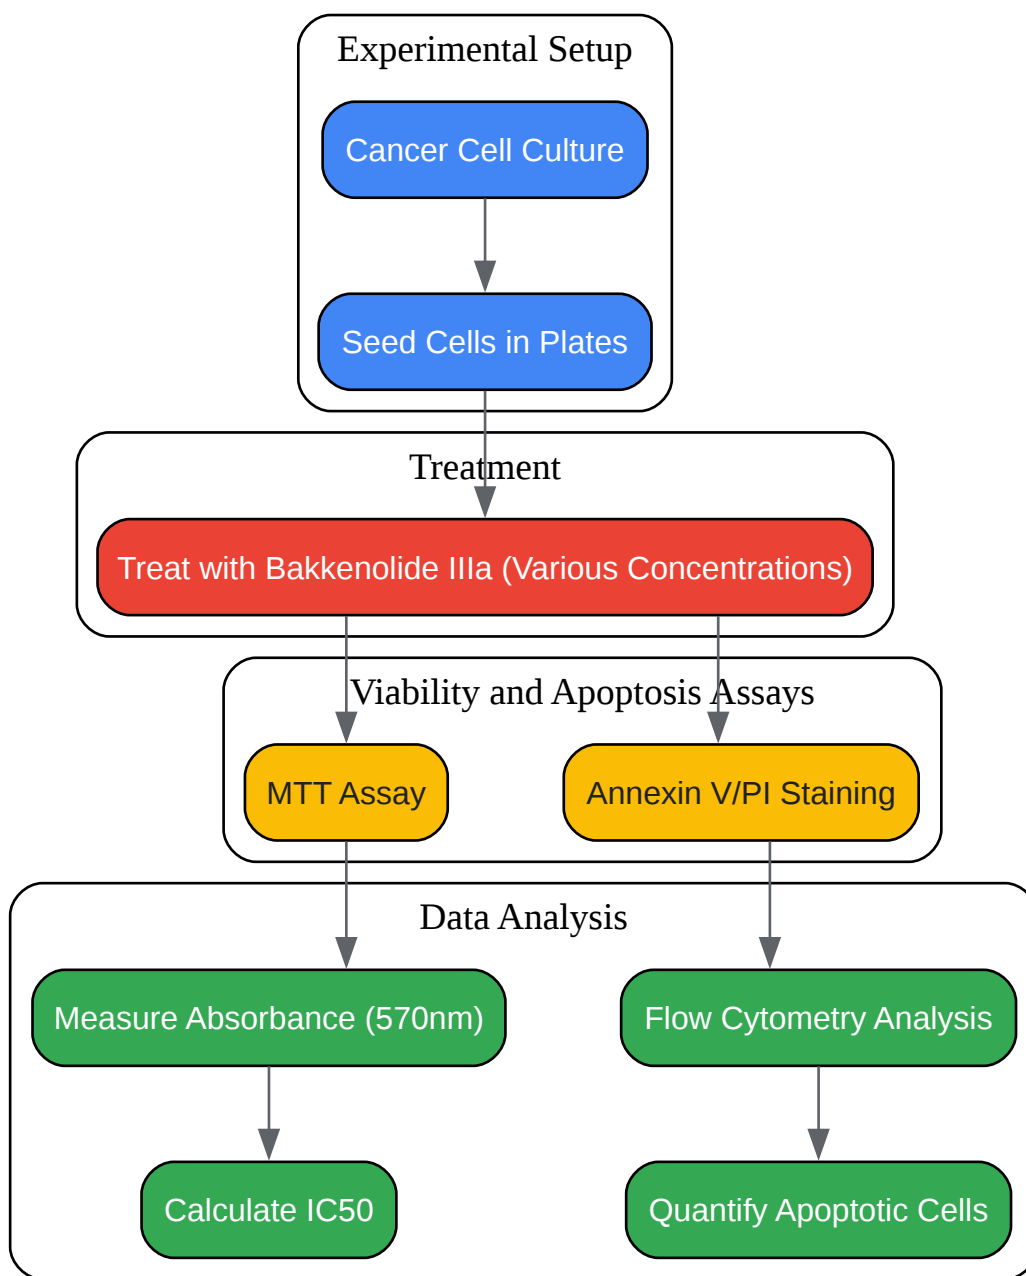 Experimental Setup
Cancer Cell Culture
Seed Cells in Plates
Treatment
Treat with Bakkenolide IIIa (Various Concentrations)
Viability and Apoptosis Assays
MTT Assay
Annexin V/PI Staining
Data Analysis
Measure Absorbance (570nm)
Flow Cytometry Analysis
Calculate IC50
Quantify Apoptotic Cells